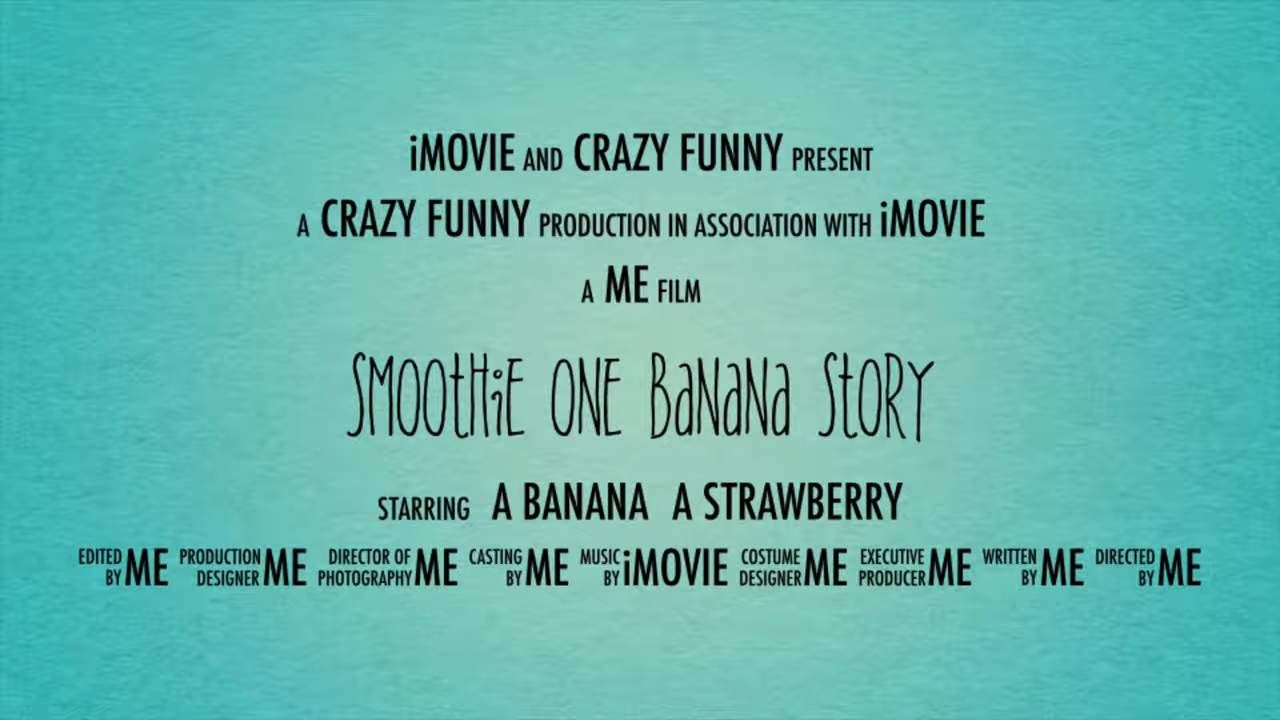 iMOVIE AND CRAZY FUNNY PRESENT
A CRAZY FUNNY PRODUCTION IN ASSOCIATION WITH iMOVIE
A ME FILM
SMOOtHiE ONE BaNaNa StORY
STARRING A BANANA A STRAWBERRY
EDITED BY ME PRODUCTION DESIGNER ME DIRECTOR OF PHOTOGRAPHY ME CASTING BY ME MUSIC BY iMOVIE COSTUME DESIGNER ME EXECUTIVE PRODUCER ME WRITTEN BY ME DIRECTED BY ME